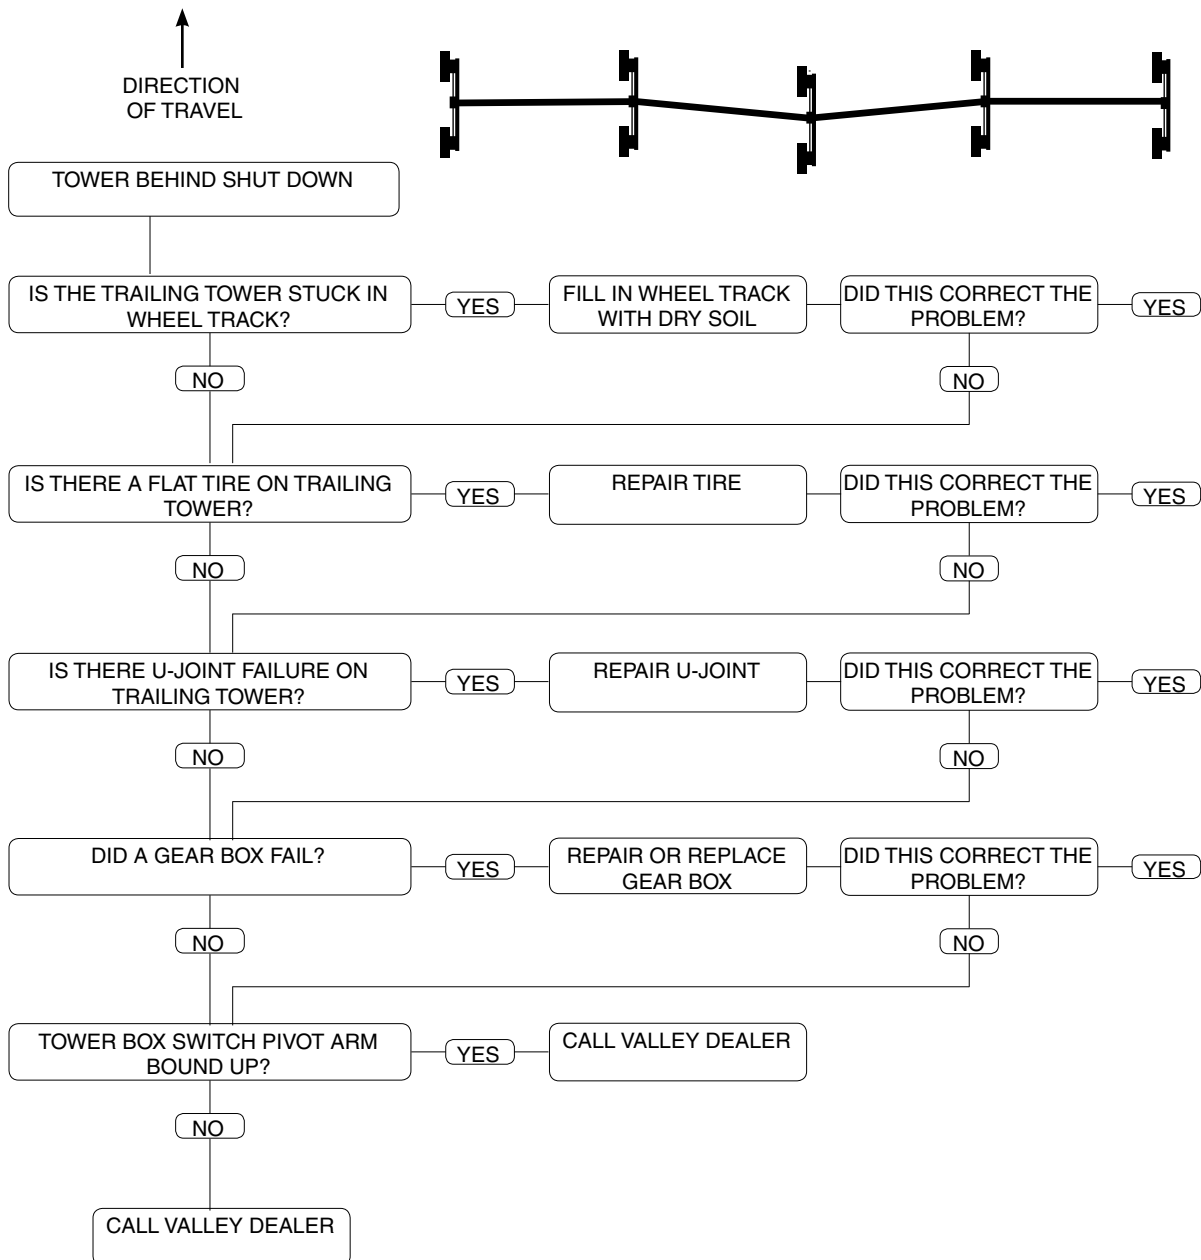 DIRECTION
OF TRAVEL
TOWER BEHIND SHUT DOWN
IS THE TRAILING TOWER STUCK IN
WHEEL TRACK?
YES
FILL IN WHEEL TRACK
WITH DRY SOIL
DID THIS CORRECT THE
PROBLEM?
YES
NO
NO
IS THERE A FLAT TIRE ON TRAILING
TOWER?
YES
REPAIR TIRE
DID THIS CORRECT THE
PROBLEM?
YES
NO
NO
IS THERE U-JOINT FAILURE ON
TRAILING TOWER?
YES
REPAIR U-JOINT
DID THIS CORRECT THE
PROBLEM?
YES
NO
NO
DID A GEAR BOX FAIL?
YES
REPAIR OR REPLACE
GEAR BOX
DID THIS CORRECT THE
PROBLEM?
YES
NO
NO
TOWER BOX SWITCH PIVOT ARM
BOUND UP?
YES
CALL VALLEY DEALER
NO
CALL VALLEY DEALER